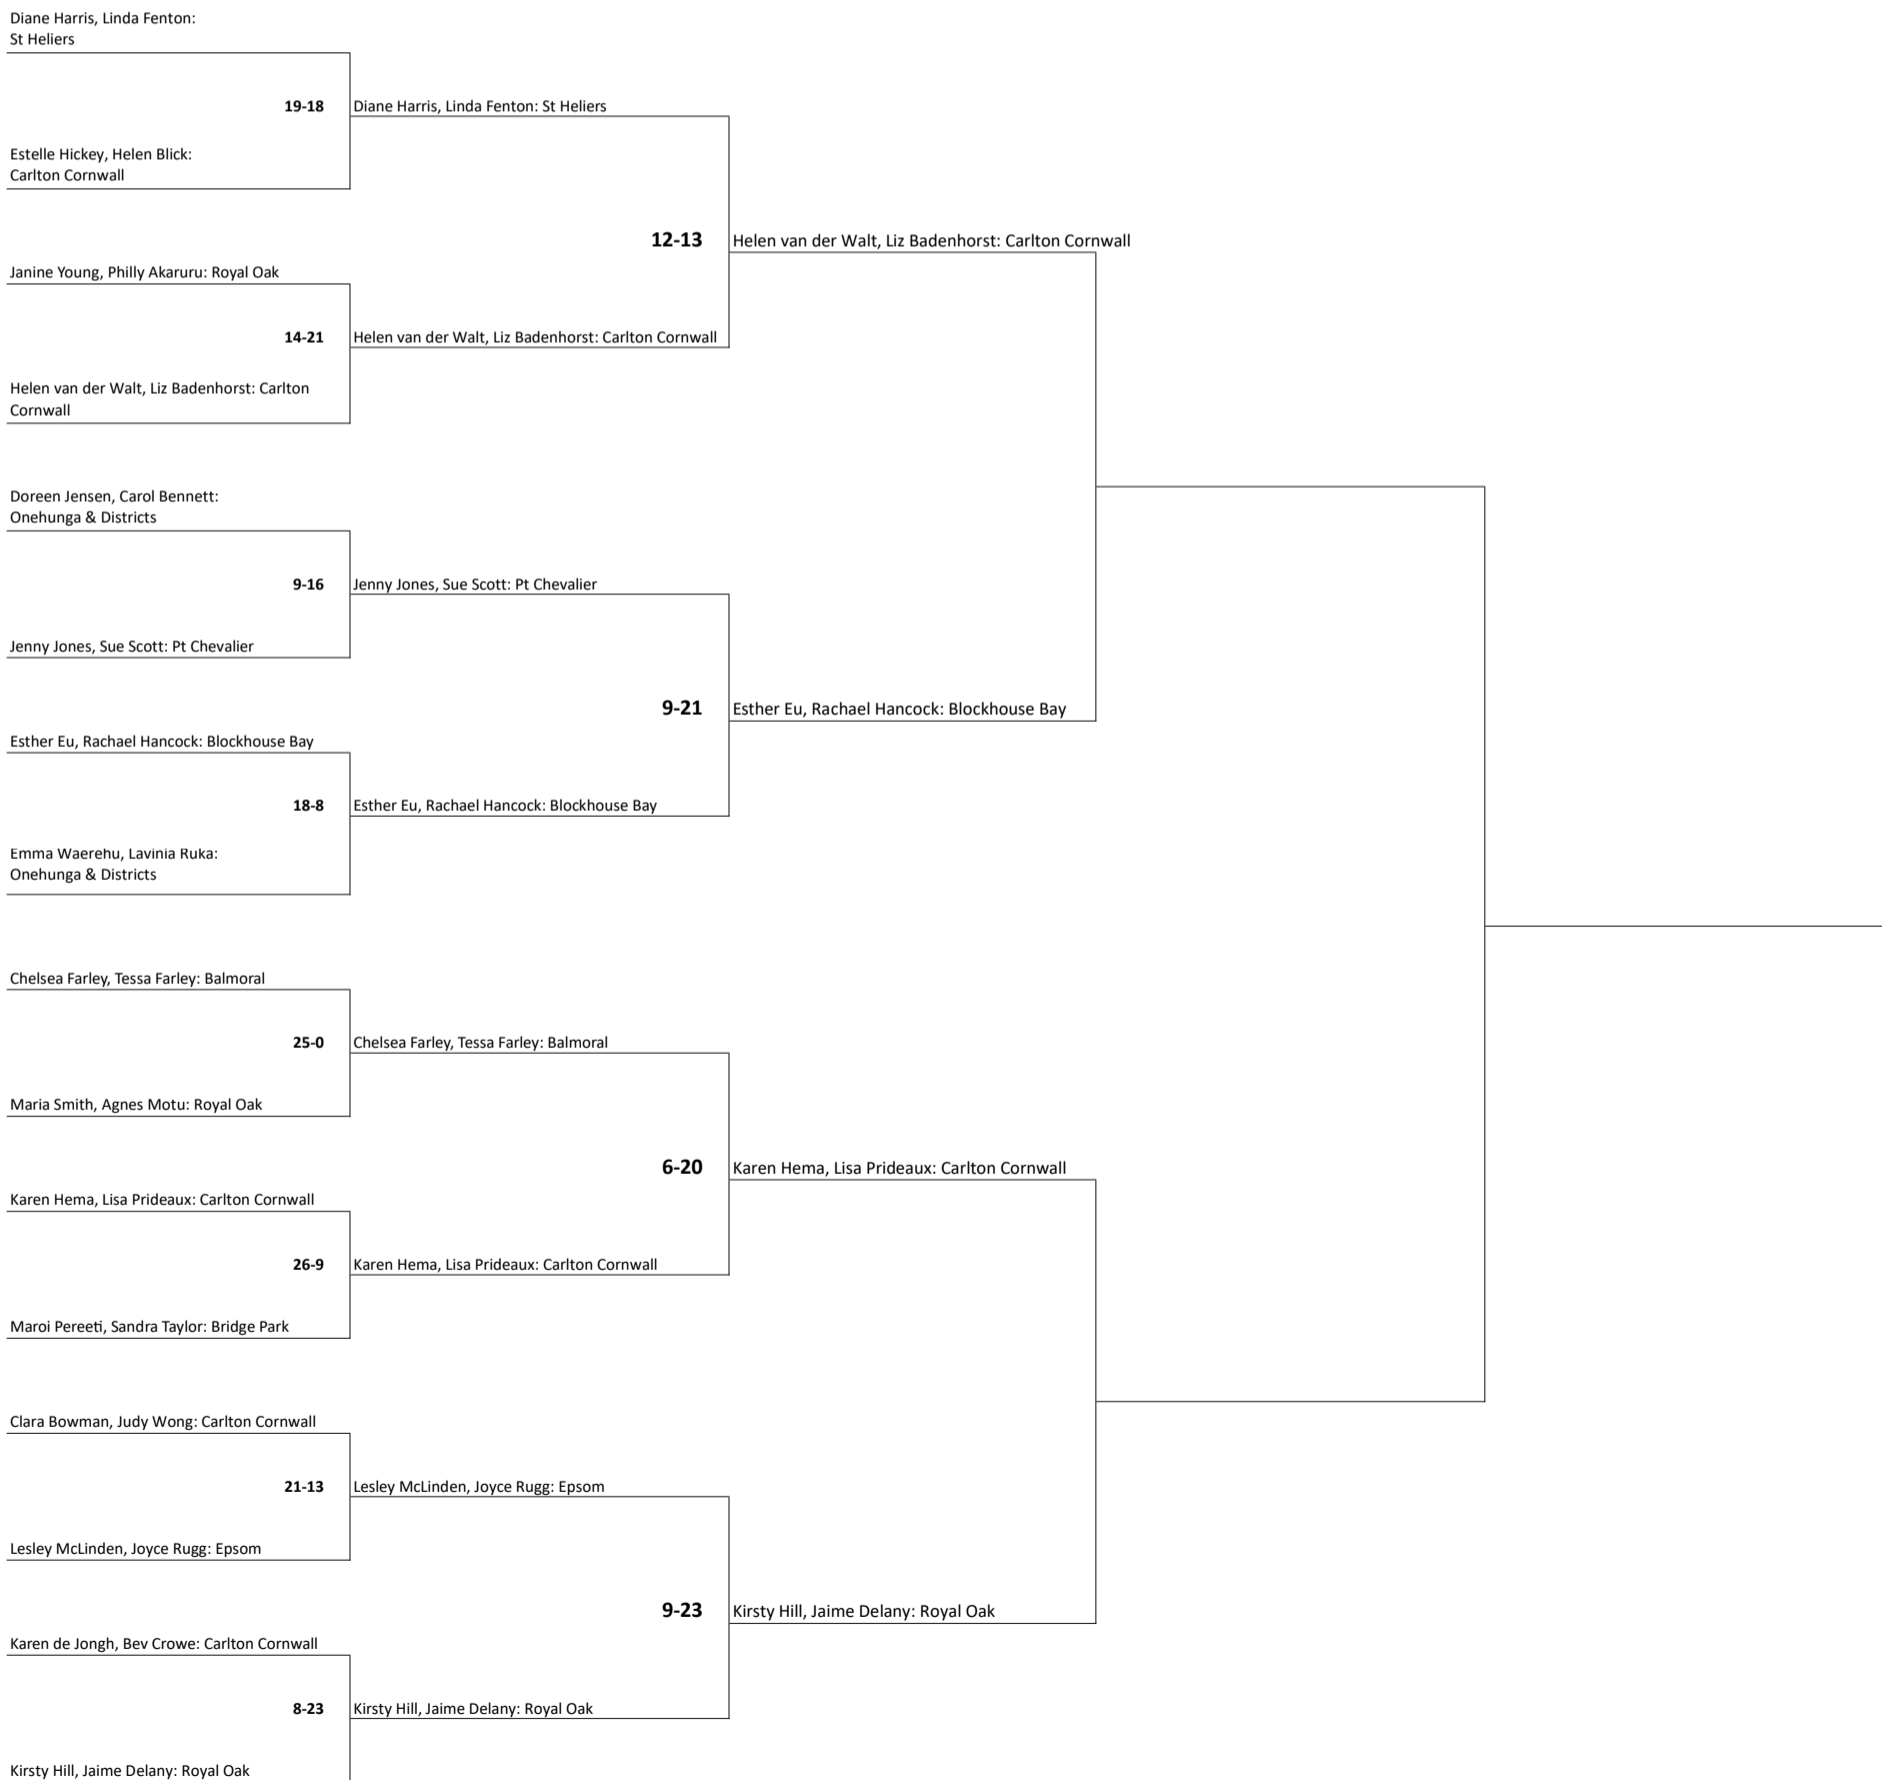 Diane Harris, Linda Fenton:
St Heliers
19-18
Diane Harris, Linda Fenton: St Heliers
Estelle Hickey, Helen Blick:
Carlton Cornwall
12-13
Helen van der Walt, Liz Badenhorst: Carlton Cornwall
Janine Young, Philly Akaruru: Royal Oak
14-21
Helen van der Walt, Liz Badenhorst: Carlton Cornwall
Helen van der Walt, Liz Badenhorst: Carlton
Cornwall
Doreen Jensen, Carol Bennett:
Onehunga & Districts
9-16
Jenny Jones, Sue Scott: Pt Chevalier
Jenny Jones, Sue Scott: Pt Chevalier
9-21
Esther Eu, Rachael Hancock: Blockhouse Bay
Esther Eu, Rachael Hancock: Blockhouse Bay
18-8
Esther Eu, Rachael Hancock: Blockhouse Bay
Emma Waerehu, Lavinia Ruka:
Onehunga & Districts
Chelsea Farley, Tessa Farley: Balmoral
25-0
Chelsea Farley, Tessa Farley: Balmoral
Maria Smith, Agnes Motu: Royal Oak
6-20
Karen Hema, Lisa Prideaux: Carlton Cornwall
Karen Hema, Lisa Prideaux: Carlton Cornwall
26-9
Karen Hema, Lisa Prideaux: Carlton Cornwall
Maroi Pereeti, Sandra Taylor: Bridge Park
Clara Bowman, Judy Wong: Carlton Cornwall
21-13
Lesley McLinden, Joyce Rugg: Epsom
Lesley McLinden, Joyce Rugg: Epsom
9-23
Kirsty Hill, Jaime Delany: Royal Oak
Karen de Jongh, Bev Crowe: Carlton Cornwall
8-23
Kirsty Hill, Jaime Delany: Royal Oak
Kirsty Hill, Jaime Delany: Royal Oak